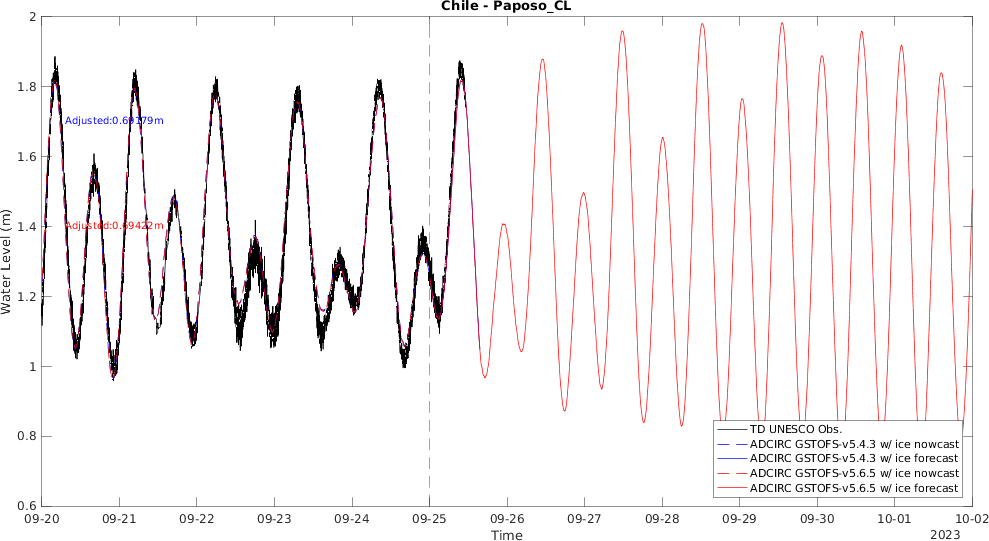 Chile - Paposo_CL
2
1.8
1.6
1.4
1.2
1
0.8
0.6
Water Level (m)
Adjusted:0.69179m
Adjusted:0.69422m
TD UNESCO Obs.
ADCIRC GSTOFS-v5.4.3 w/ ice nowcast
ADCIRC GSTOFS-v5.4.3 w/ ice forecast
ADCIRC GSTOFS-v5.6.5 w/ ice nowcast
ADCIRC GSTOFS-v5.6.5 w/ ice forecast
09-20 09-21 09-22 09-23 09-24 09-25 09-26 09-27 09-28 09-29 09-30 10-01 10-02
Time
2023